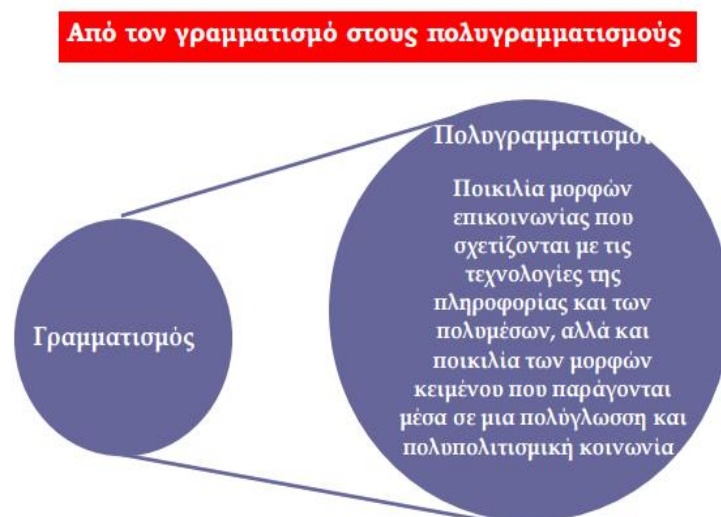 Από τον γραμματισμό στους πολυγραμματισμούς
Πολυγραμματισμοί
Ποικιλία μορφών
επικοινωνίας που
σχετίζονται με τις
τεχνολογίες της
πληροφορίας και των
πολυμέσων, αλλά και
ποικιλία των μορφών
κειμένου που παράγονται
μέσα σε μια πολύγλωσση και
πολυπολιτισμική κοινωνία
Γραμματισμός